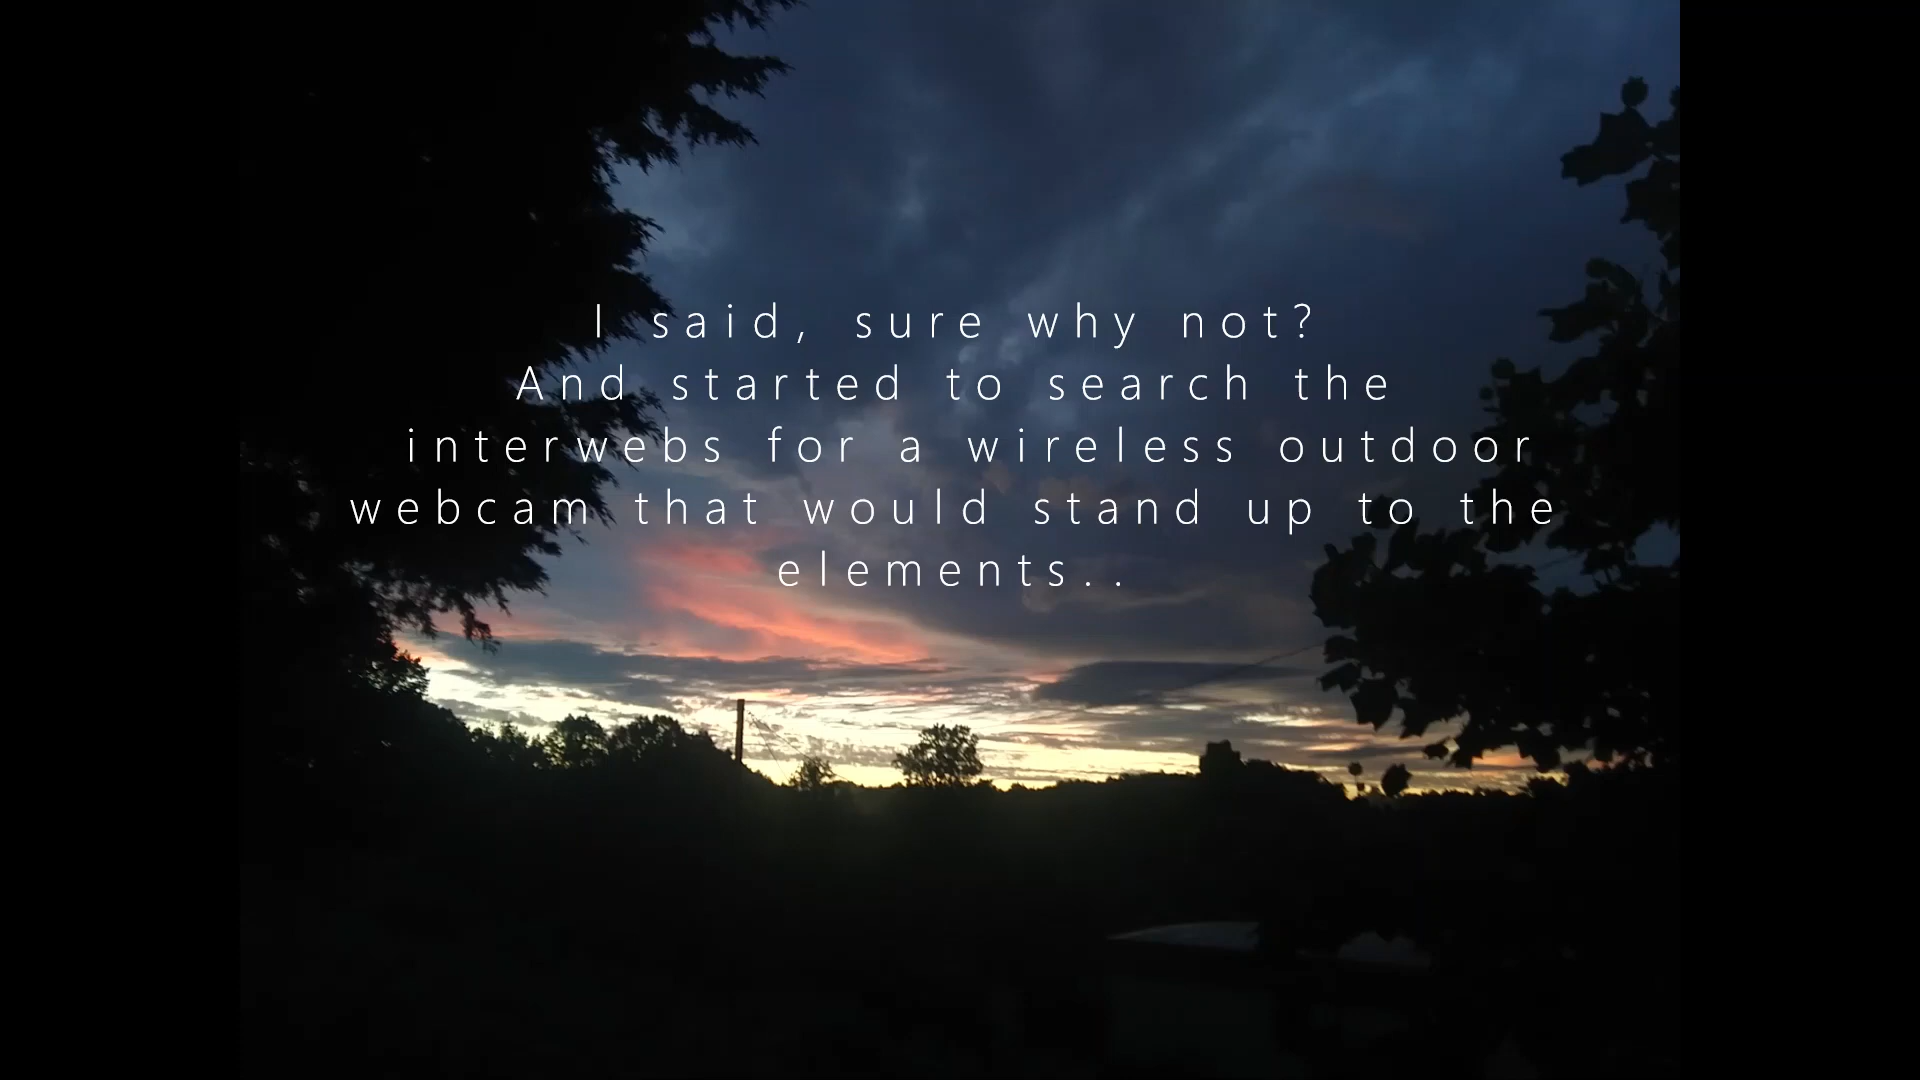 I said, sure why not?
And started to search the
interwebs for a wireless outdoor
webcam that would stand up to the
elements..